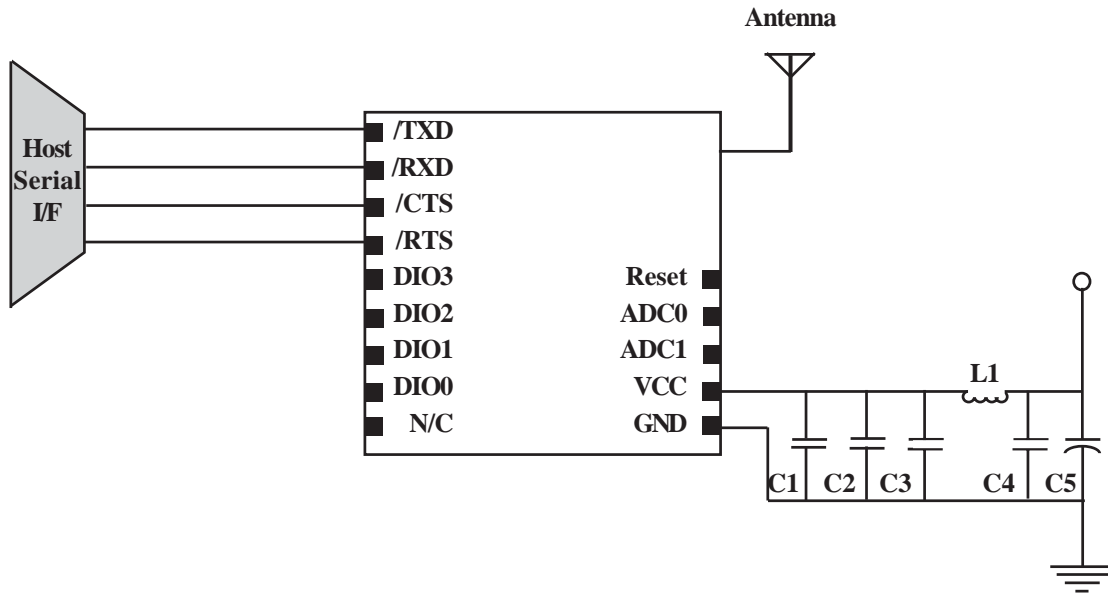 Antenna
Host
Serial
I/F
/TXD
/RXD
/CTS
/RTS
DIO3
DIO2
DIO1
DIO0
N/C
Reset
ADC0
ADC1
VCC
GND
L1
C1
C2
C3
C4
C5